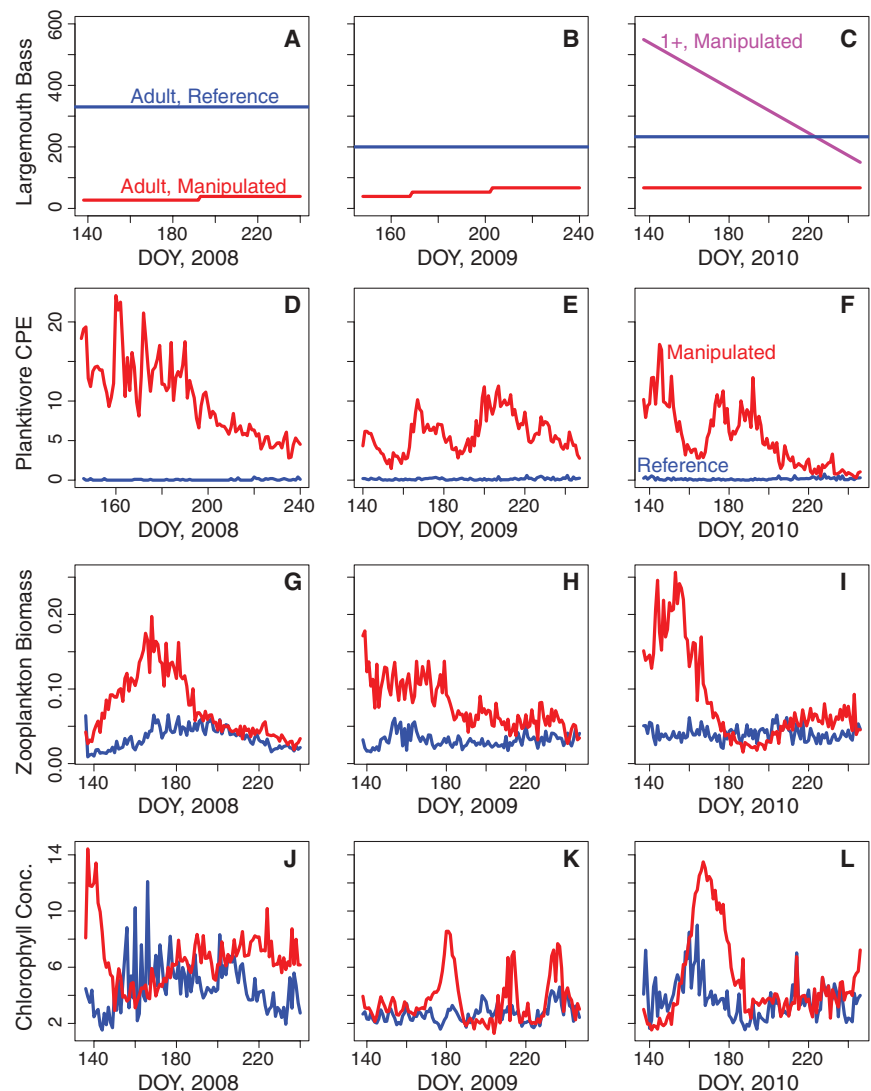 Largemouth Bass
0 200 400 600
A
Adult, Reference
Adult, Manipulated
140 180 220
DOY, 2008
B
160 200 240
DOY, 2009
C
1+, Manipulated
140 180 220
DOY, 2010
Planktivore CPE
0 5 10 20
D
160 200 240
DOY, 2008
E
140 180 220
DOY, 2009
F
Manipulated
Reference
140 180 220
DOY, 2010
Zooplankton Biomass
0.00 0.10 0.20
G
140 180 220
DOY, 2008
H
140 180 220
DOY, 2009
I
140 180 220
DOY, 2010
Chlorophyll Conc.
2 6 10 14
J
140 180 220
DOY, 2008
K
140 180 220
DOY, 2009
L
140 180 220
DOY, 2010